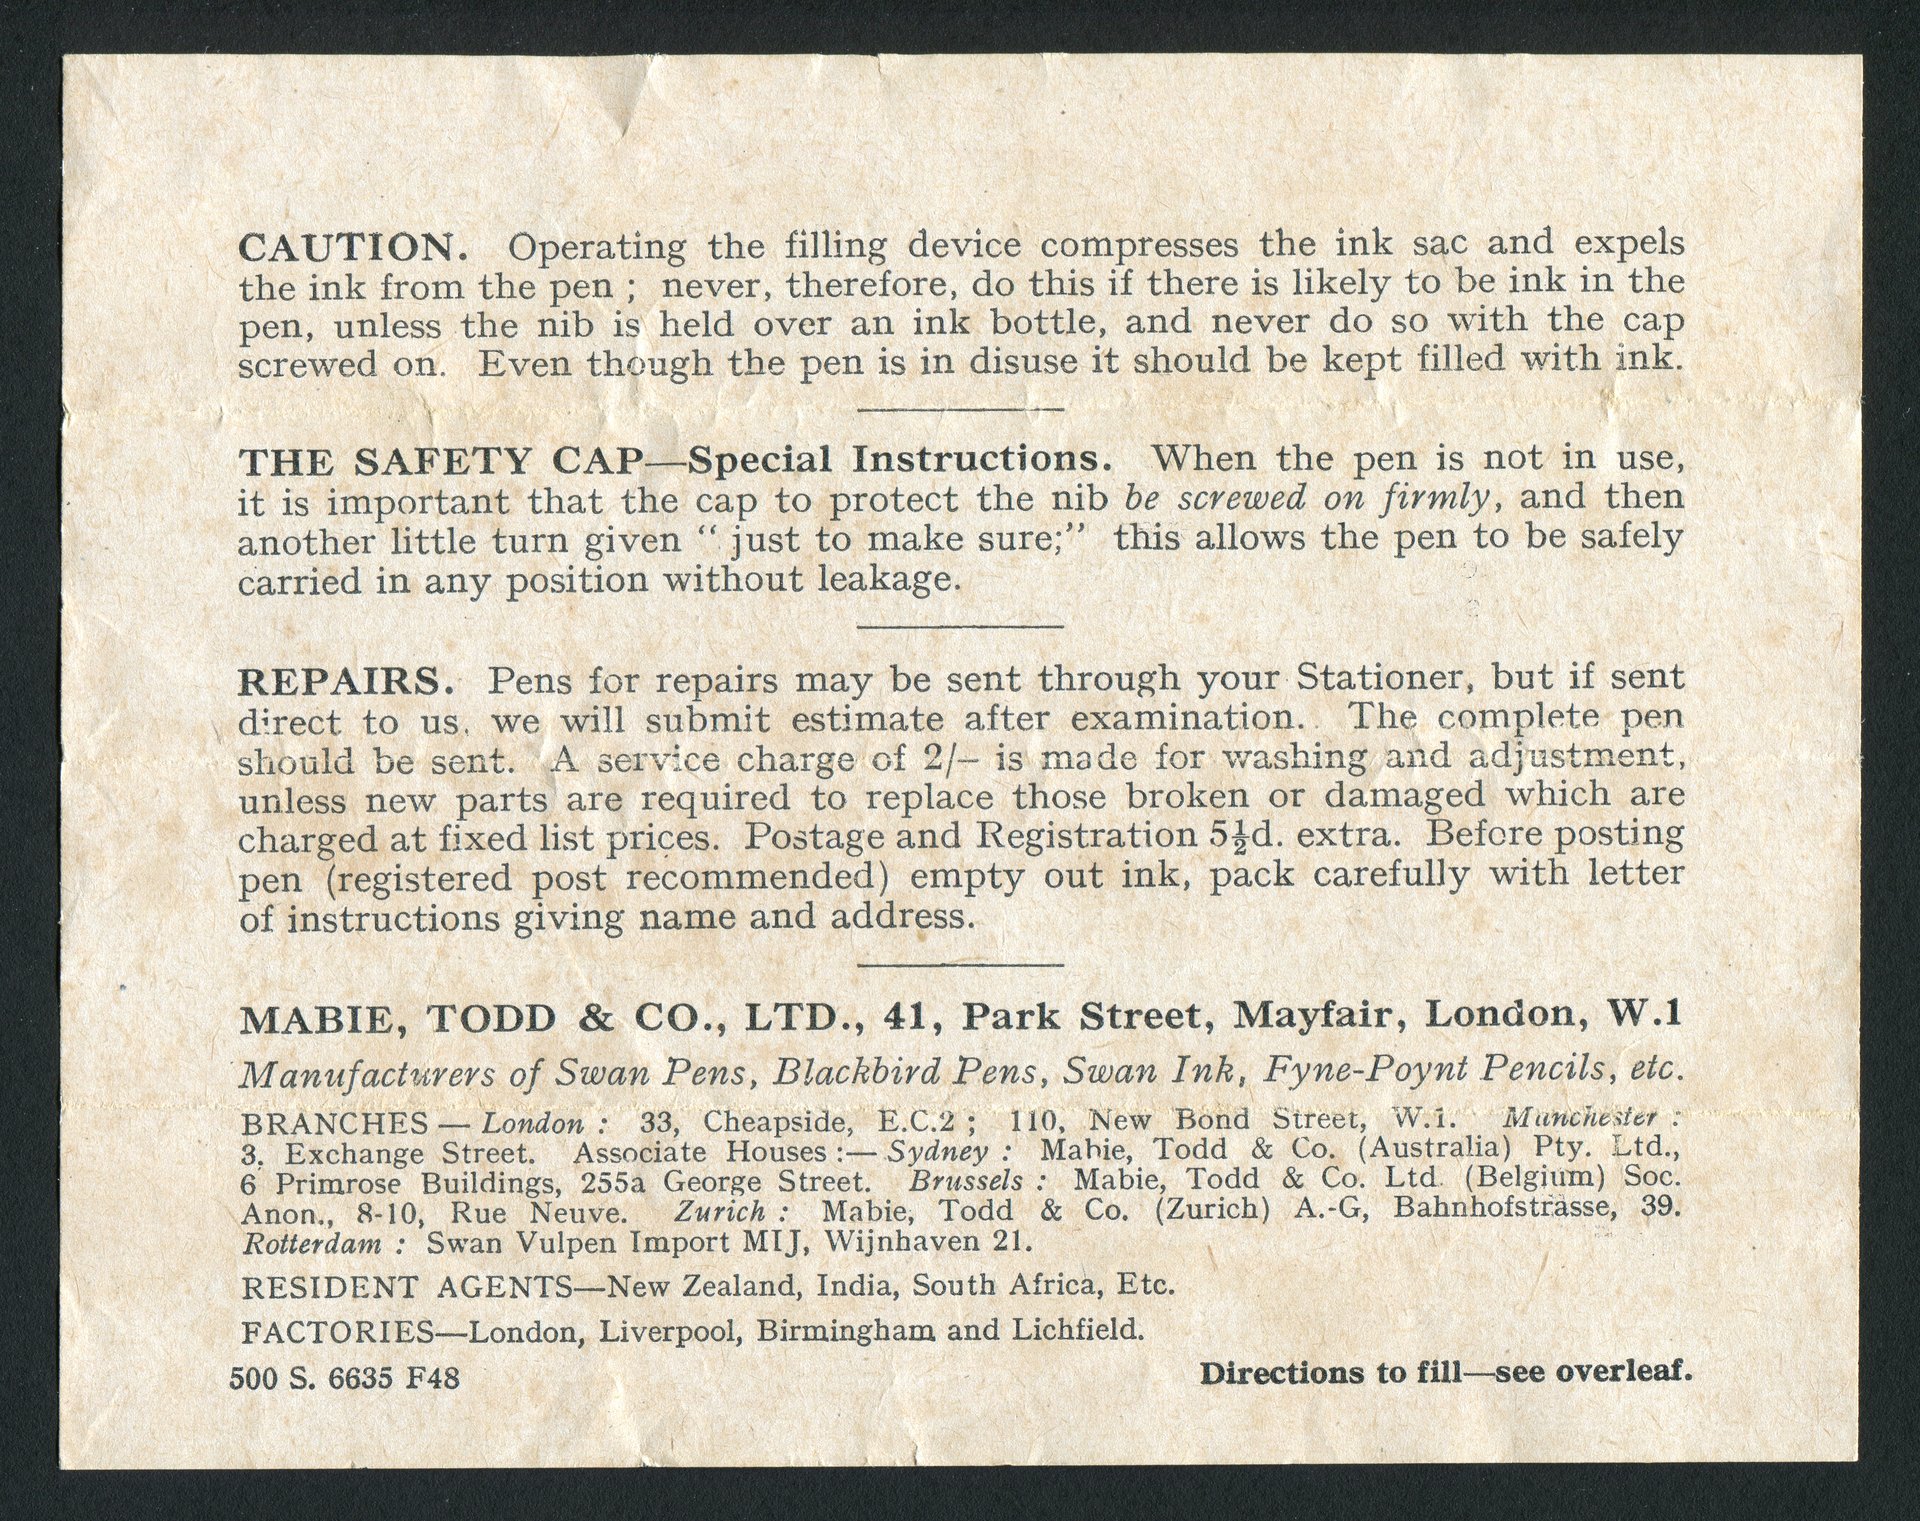 CAUTION. Operating the filling device compresses the ink sac and expels
the ink from the pen ; never, therefore, do this if there is likely to be ink in the
pen, unless the nib is held over an ink bottle, and never do so with the cap
screwed on. Even though the pen is in disuse it should be kept filled with ink.
THE SAFETY CAP—Special Instructions. When the pen is not in use,
it is important that the cap to protect the nib be screwed on firmly, and then
another little turn given “ just to make sure;” this allows the pen to be safely
carried in any position without leakage.
REPAIRS. Pens for repairs may be sent through your Stationer, but if sent
direct to us, we will submit estimate after examination. The complete pen
should be sent. A service charge of 2/– is made for washing and adjustment,
unless new parts are required to replace those broken or damaged which are
charged at fixed list prices. Postage and Registration 5½d. extra. Before posting
pen (registered post recommended) empty out ink, pack carefully with letter
of instructions giving name and address.
MABIE, TODD & CO., LTD., 41, Park Street, Mayfair, London, W.1
Manufacturers of Swan Pens, Blackbird Pens, Swan Ink, Fyne-Poynt Pencils, etc.
BRANCHES — London : 33, Cheapside, E.C.2 ; 110, New Bond Street, W.1. Manchester :
3, Exchange Street. Associate Houses :— Sydney : Mabie, Todd & Co. (Australia) Pty. Ltd.,
6 Primrose Buildings, 255a George Street. Brussels : Mabie, Todd & Co. Ltd. (Belgium) Soc.
Anon., 8-10, Rue Neuve. Zurich : Mabie, Todd & Co. (Zurich) A.-G, Bahnhofstrasse, 39.
Rotterdam : Swan Vulpen Import MIJ, Wijnhaven 21.
RESIDENT AGENTS—New Zealand, India, South Africa, Etc.
FACTORIES—London, Liverpool, Birmingham and Lichfield.
500 S. 6635 F48 Directions to fill—see overleaf.